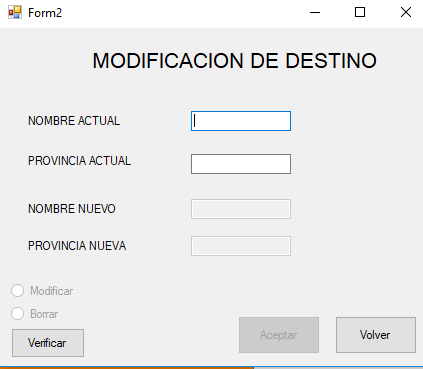 Form2
MODIFICACION DE DESTINO
NOMBRE ACTUAL
PROVINCIA ACTUAL
NOMBRE NUEVO
PROVINCIA NUEVA
Modificar
Borrar
Verificar
Aceptar
Volver